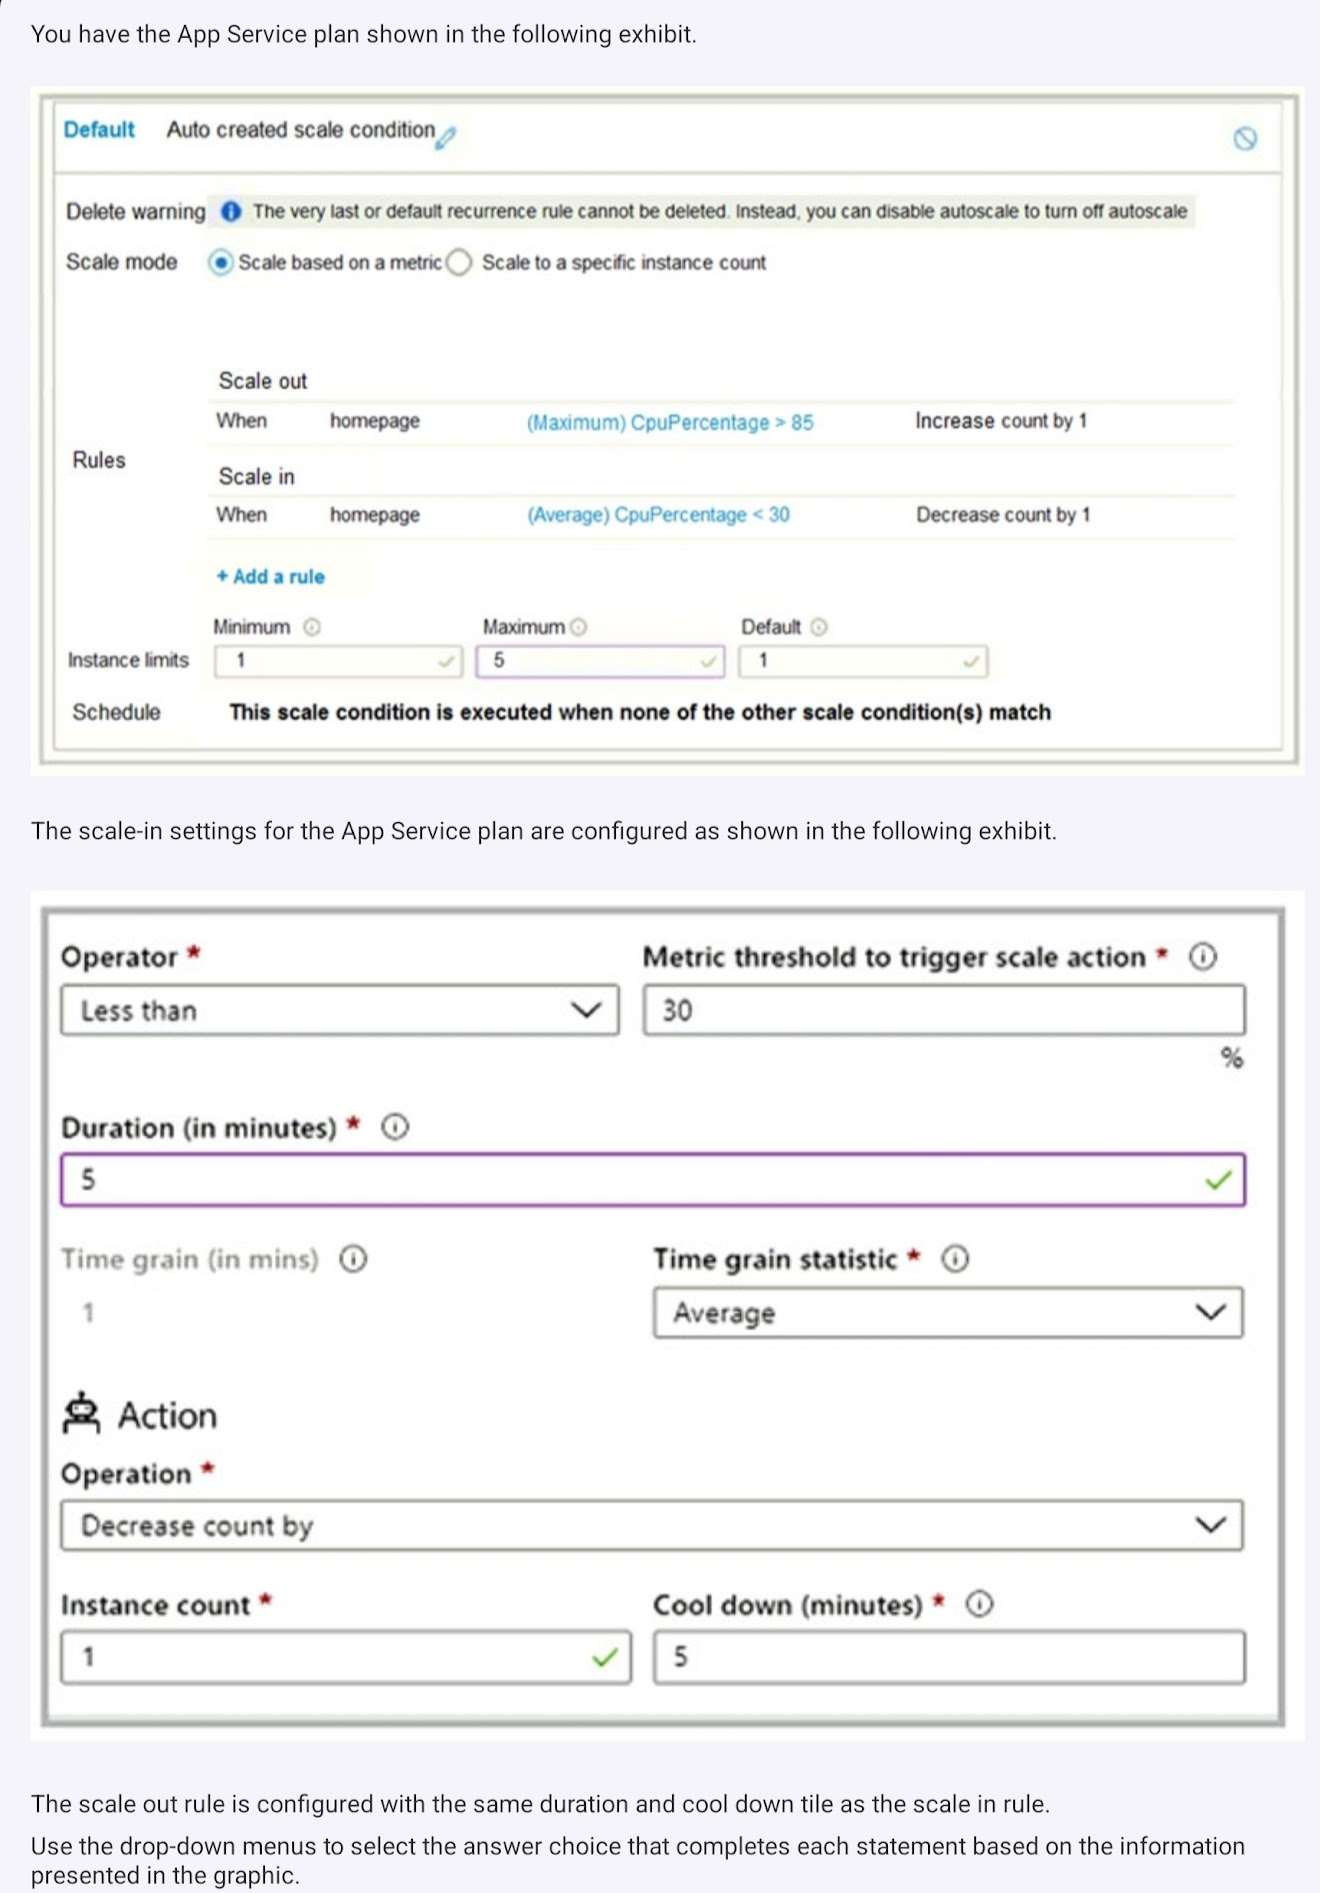 You have the App Service plan shown in the following exhibit.
Default Auto created scale condition
Delete warning The very last or default recurrence rule cannot be deleted. Instead, you can disable autoscale to turn off autoscale
Scale mode Scale based on a metric Scale to a specific instance count
Scale out
When homepage (Maximum) CpuPercentage > 85 Increase count by 1
Rules
Scale in
When homepage (Average) CpuPercentage < 30 Decrease count by 1
+ Add a rule
Minimum Maximum Default
Instance limits 1 5 1
Schedule This scale condition is executed when none of the other scale condition(s) match
The scale-in settings for the App Service plan are configured as shown in the following exhibit.
Operator * Metric threshold to trigger scale action *
Less than 30
%
Duration (in minutes) *
5
Time grain (in mins) Time grain statistic *
1 Average
Action
Operation *
Decrease count by
Instance count * Cool down (minutes) *
1 5
The scale out rule is configured with the same duration and cool down tile as the scale in rule.
Use the drop-down menus to select the answer choice that completes each statement based on the information
presented in the graphic.